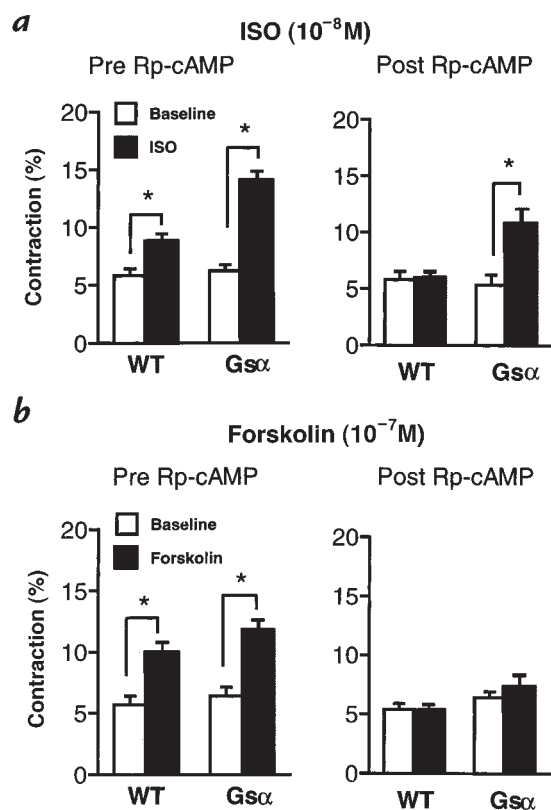 a
ISO (10⁻⁸M)
Pre Rp-cAMP
Post Rp-cAMP
Baseline
ISO
Contraction (%)
20
15
10
5
0
*
*
WT
Gsα
20
15
10
5
0
*
WT
Gsα
b
Forskolin (10⁻⁷M)
Pre Rp-cAMP
Post Rp-cAMP
Baseline
Forskolin
Contraction (%)
20
15
10
5
0
*
*
WT
Gsα
20
15
10
5
0
WT
Gsα